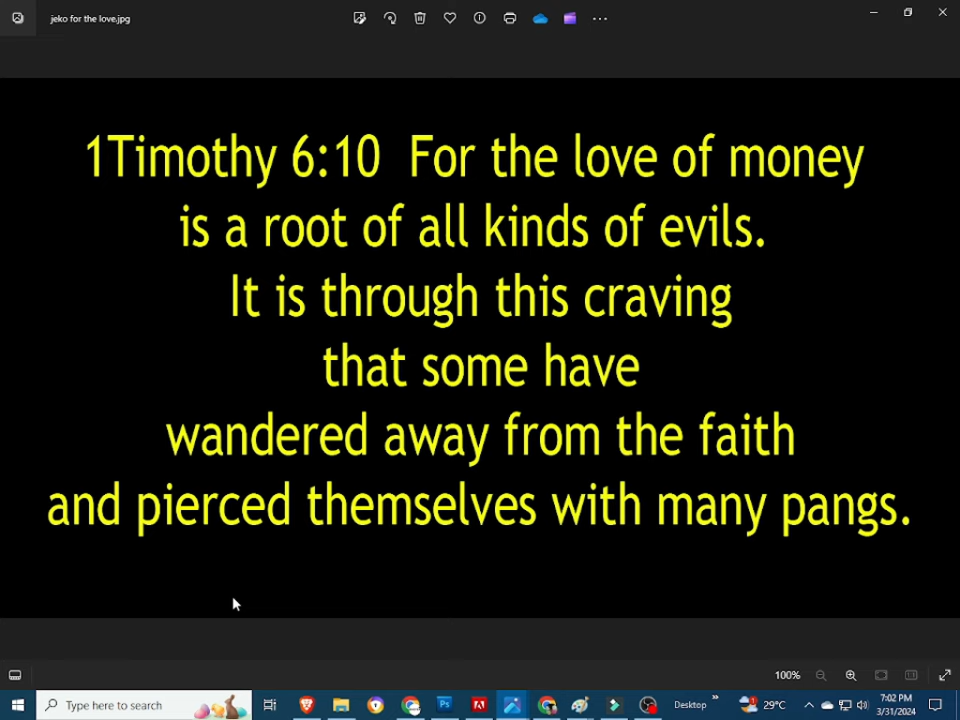 jeko for the love.jpg
1Timothy 6:10 For the love of money
is a root of all kinds of evils.
It is through this craving
that some have
wandered away from the faith
and pierced themselves with many pangs.
100%
Type here to search
Ps
Desktop
29°C
7:02 PM
3/31/2024